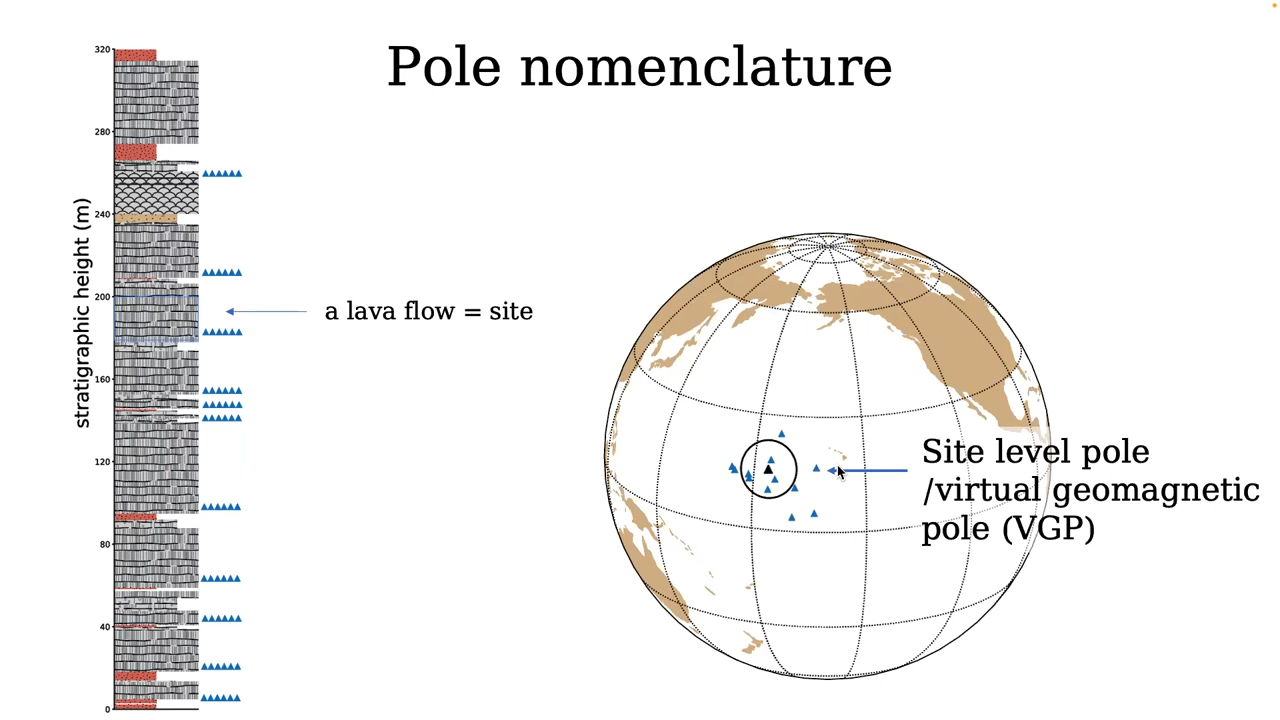 Pole nomenclature
stratigraphic height (m)
320
280
240
200
160
120
80
40
0
a lava flow = site
Site level pole
/virtual geomagnetic
pole (VGP)